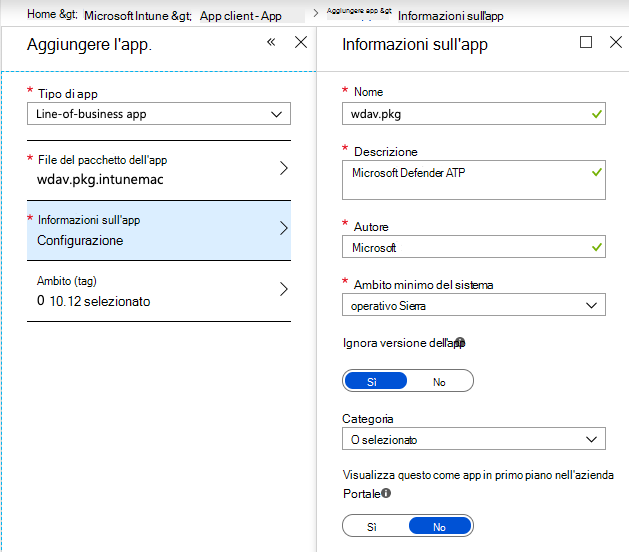 Home &gt; Microsoft Intune &gt; App client - App > Aggiungere app &gt Informazioni sull'app
Aggiungere l'app.
Tipo di app
Line-of-business app
File del pacchetto dell'app
wdav.pkg.intunemac
Informazioni sull'app
Configurazione
Ambito (tag)
0 10.12 selezionato
Informazioni sull'app
* Nome
wdav.pkg
* Descrizione
Microsoft Defender ATP
* Autore
Microsoft
* Ambito minimo del sistema
operativo Sierra
Ignora versione dell'app
Sì No
Categoria
O selezionato
Visualizza questo come app in primo piano nell'azienda
Portale
Sì No